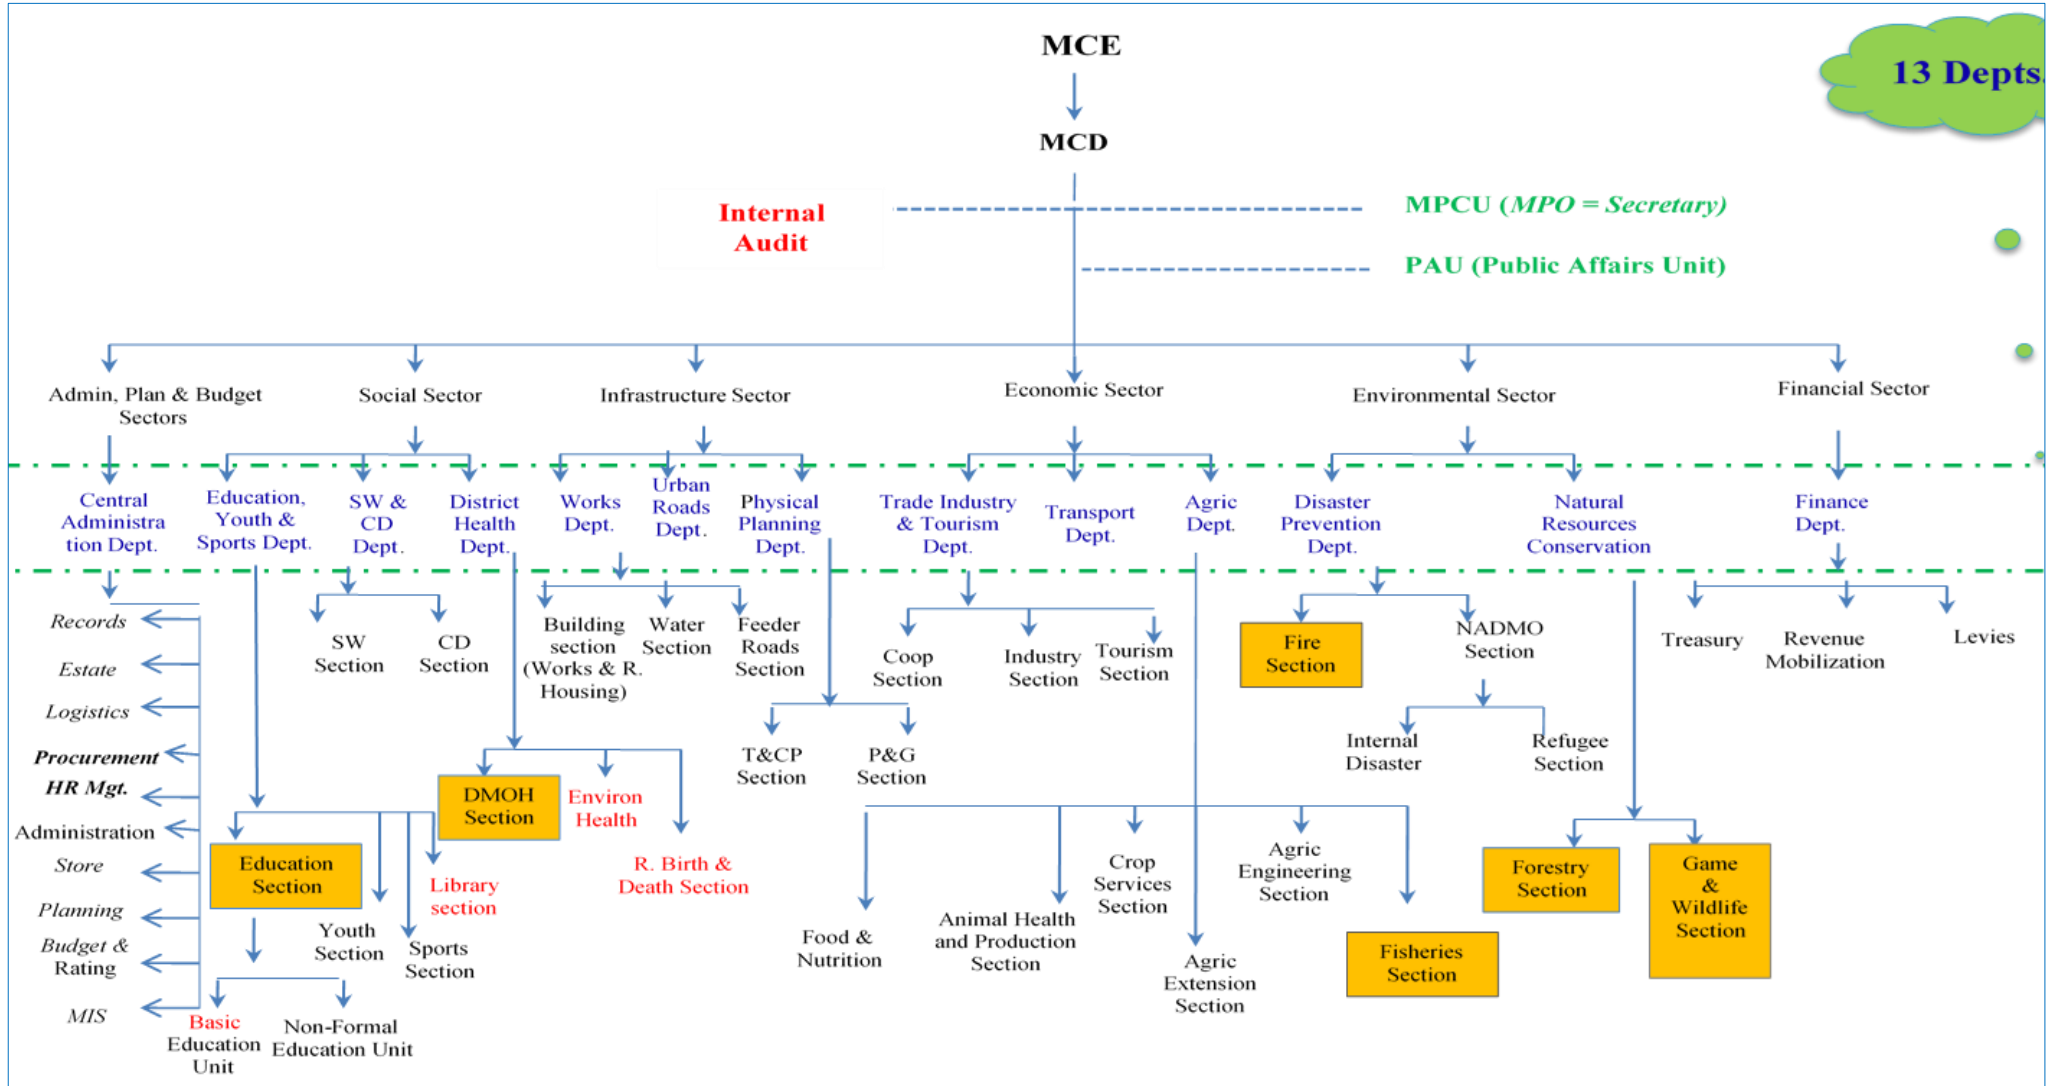 MCE
13 Depts.
MCD
Internal
Audit
MPCU (MPO = Secretary)
PAU (Public Affairs Unit)
Admin, Plan & Budget
Sectors
Social Sector
Infrastructure Sector
Economic Sector
Environmental Sector
Financial Sector
Central
Administra
tion Dept.
Education,
Youth &
Sports Dept.
SW &
CD
Dept.
District
Health
Dept.
Works
Dept.
Urban
Roads
Dept.
Physical
Planning
Dept.
Trade Industry
& Tourism
Dept.
Transport
Dept.
Agric
Dept.
Disaster
Prevention
Dept.
Natural
Resources
Conservation
Finance
Dept.
Records
Estate
Logistics
Procurement
HR Mgt.
Administration
Store
Planning
Budget &
Rating
MIS
SW
Section
CD
Section
Building
section
(Works & R.
Housing)
Water
Section
Feeder
Roads
Section
Coop
Section
Industry
Section
Tourism
Section
Fire
Section
NADMO
Section
Treasury
Revenue
Mobilization
Levies
T&CP
Section
P&G
Section
Internal
Disaster
Refugee
Section
DMOH
Section
Environ
Health
R. Birth &
Death Section
Education
Section
Youth
Section
Sports
Section
Library
section
Food &
Nutrition
Animal Health
and Production
Section
Crop
Services
Section
Agric
Extension
Section
Agric
Engineering
Section
Fisheries
Section
Forestry
Section
Game
&
Wildlife
Section
Basic
Education
Unit
Non-Formal
Education Unit